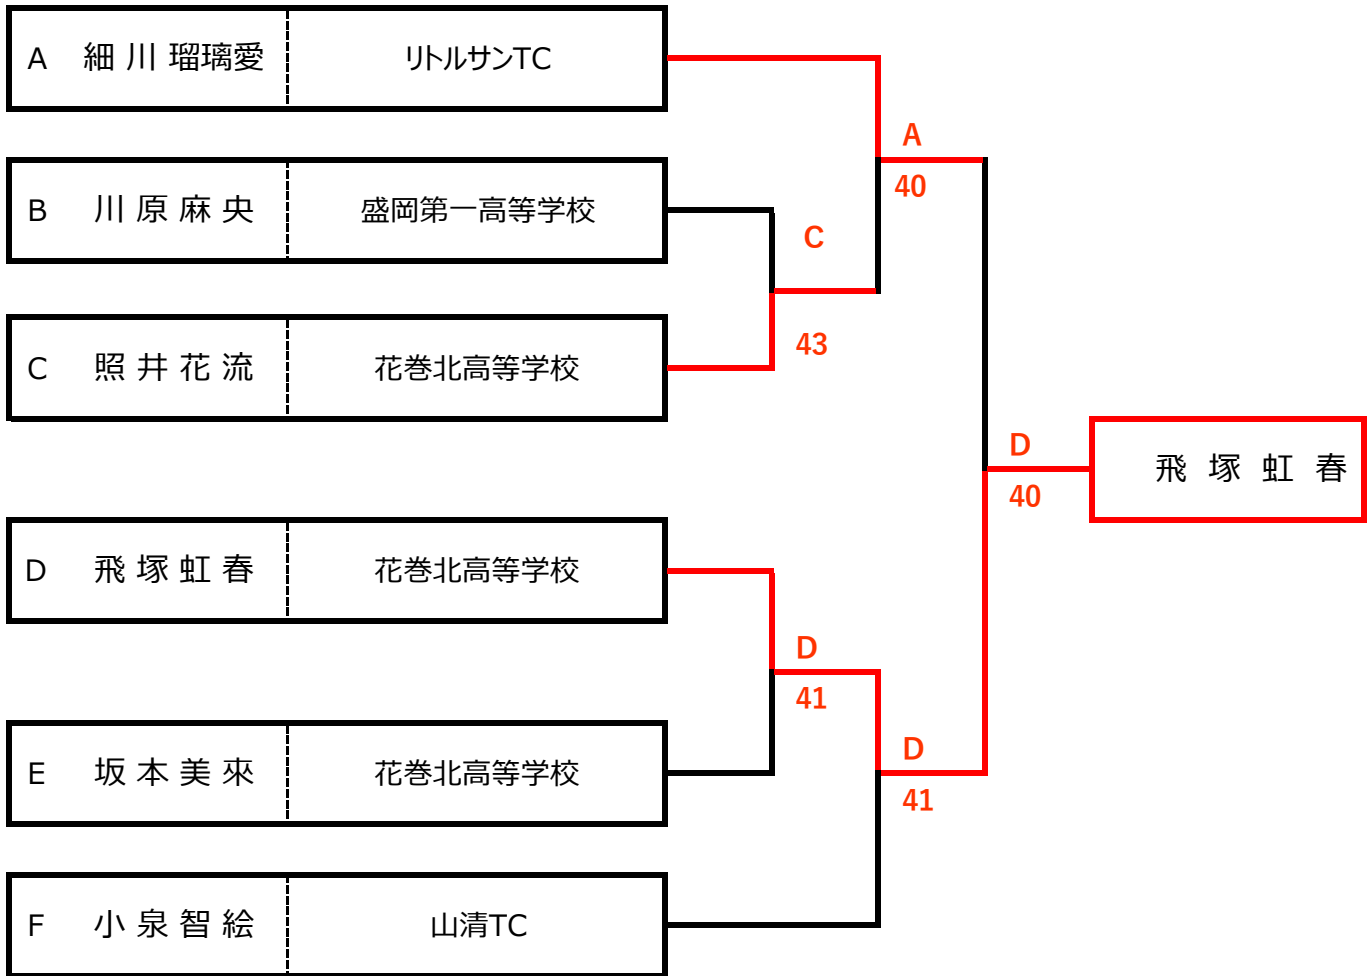 A 細川瑠璃愛 リトルサンTC
A
40
B 川原麻央 盛岡第一高等学校
C
43
C 照井花流 花巻北高等学校
D
40
飛塚虹春
D 飛塚虹春 花巻北高等学校
D
41
D
41
E 坂本美來 花巻北高等学校
F 小泉智絵 山清TC